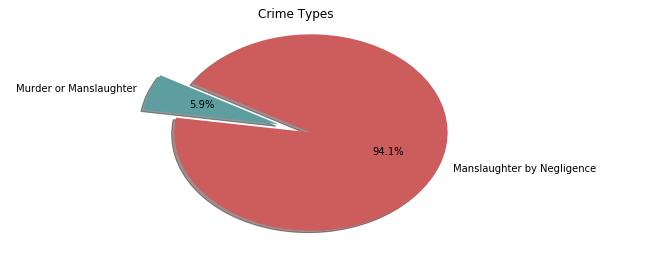 Crime Types
Murder or Manslaughter
5.9%
94.1%
Manslaughter by Negligence